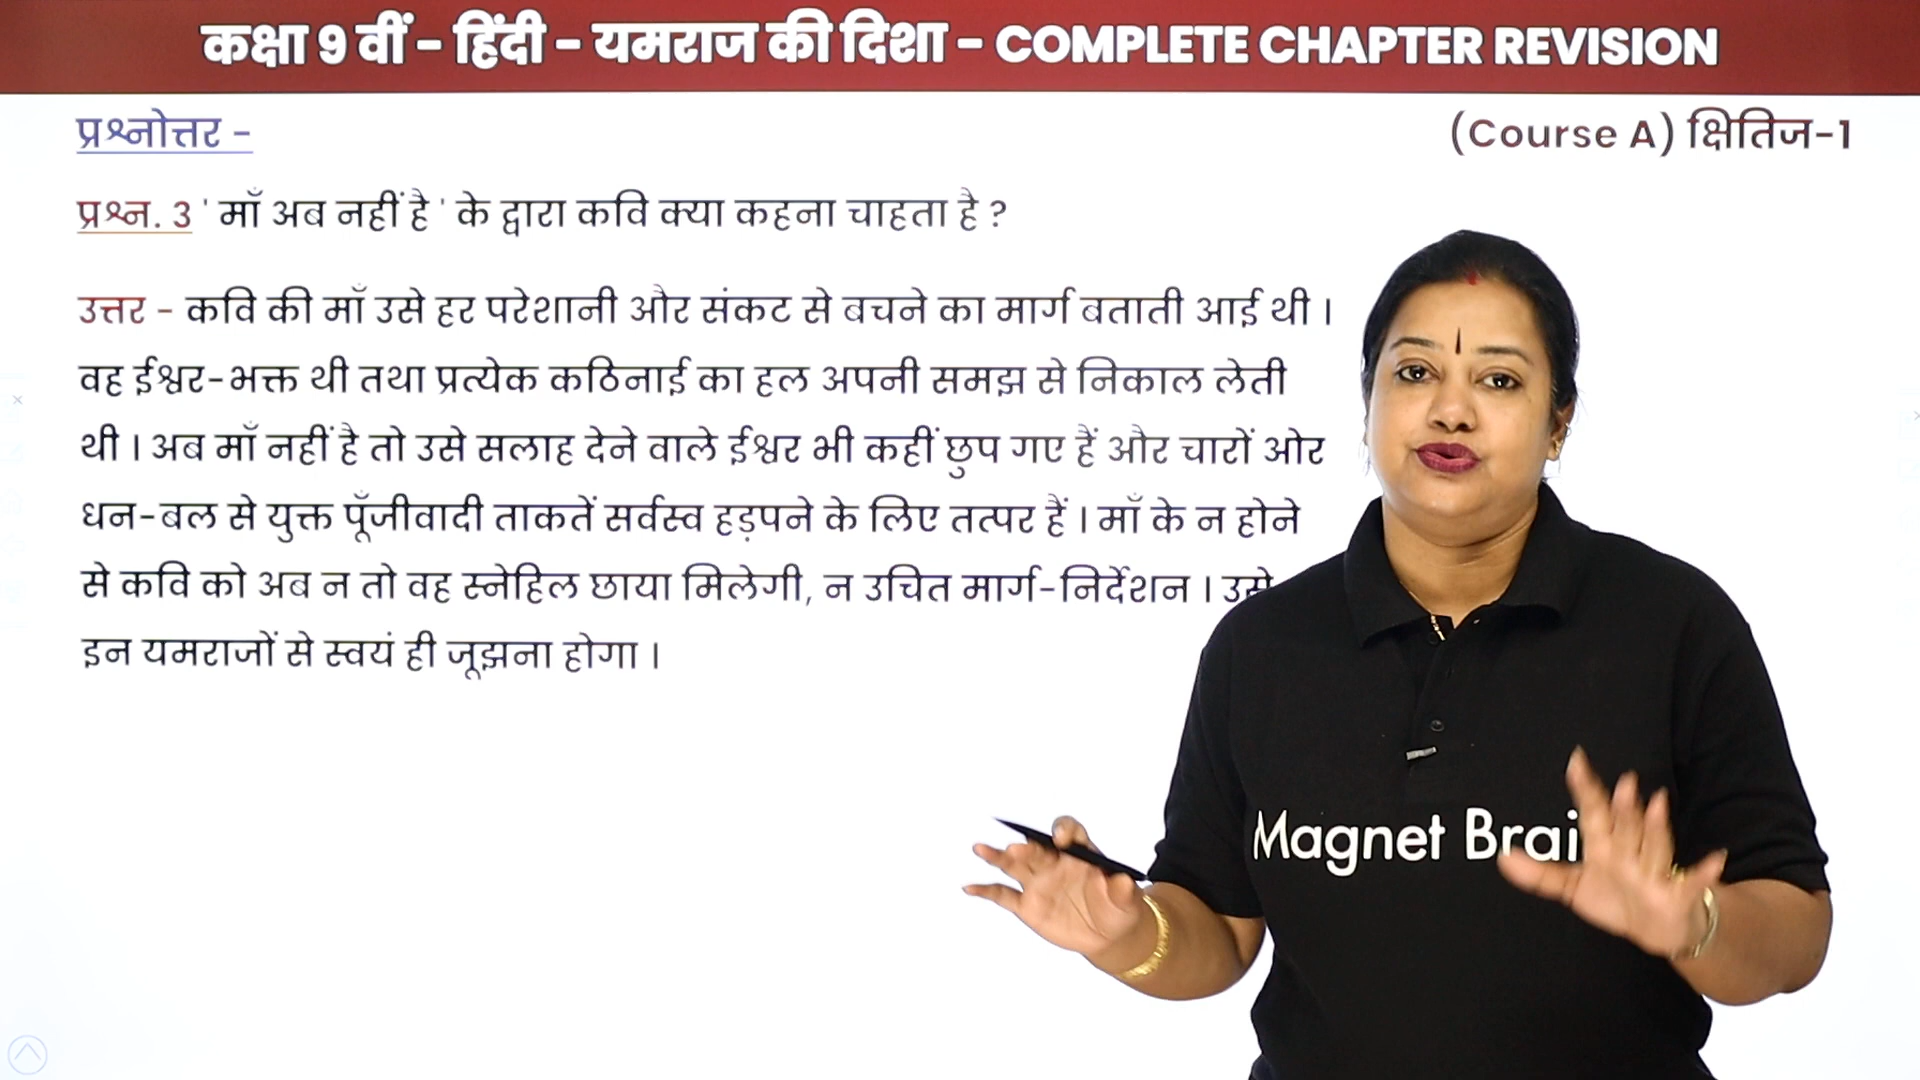 कक्षा 9 वीं - हिंदी - यमराज की दिशा - COMPLETE CHAPTER REVISION
प्रश्नोत्तर -
(Course A) क्षितिज-1
प्रश्न. 3 ' माँ अब नहीं है ' के द्वारा कवि क्या कहना चाहता है ?
उत्तर - कवि की माँ उसे हर परेशानी और संकट से बचने का मार्ग बताती आई थी ।
वह ईश्वर-भक्त थी तथा प्रत्येक कठिनाई का हल अपनी समझ से निकाल लेती
थी । अब माँ नहीं है तो उसे सलाह देने वाले ईश्वर भी कहीं छुप गए हैं और चारों ओर
धन-बल से युक्त पूँजीवादी ताकतें सर्वस्व हड़पने के लिए तत्पर हैं । माँ के न होने
से कवि को अब न तो वह स्नेहिल छाया मिलेगी, न उचित मार्ग-निर्देशन । उसे
इन यमराजों से स्वयं ही जूझना होगा ।
Magnet Brai